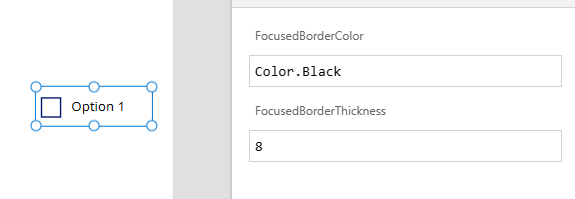 FocusedBorderColor
Color.Black
Option 1
FocusedBorderThickness
8